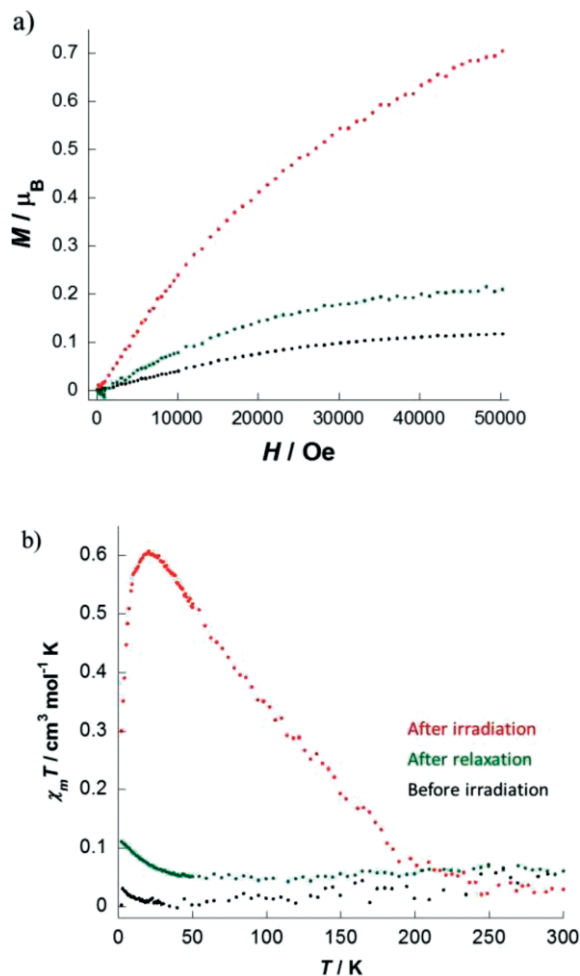 a)
0.7
0.6
0.5
0.4
0.3
0.2
0.1
0
M / μB
0 10000 20000 30000 40000 50000
H / Oe
b)
0.6
0.5
0.4
0.3
0.2
0.1
0
χmT / cm³ mol⁻¹ K
After irradiation
After relaxation
Before irradiation
0 50 100 150 200 250 300
T / K